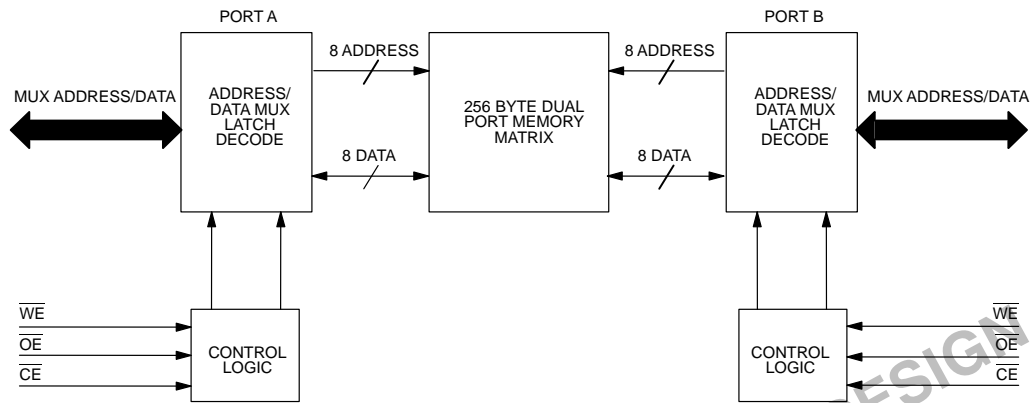 PORT A
PORT B
8 ADDRESS
8 ADDRESS
MUX ADDRESS/DATA
ADDRESS/
DATA MUX
LATCH
DECODE
256 BYTE DUAL
PORT MEMORY
MATRIX
ADDRESS/
DATA MUX
LATCH
DECODE
MUX ADDRESS/DATA
8 DATA
8 DATA
WE
OE
CE
CONTROL
LOGIC
CONTROL
LOGIC
WE
OE
CE
DESIGN